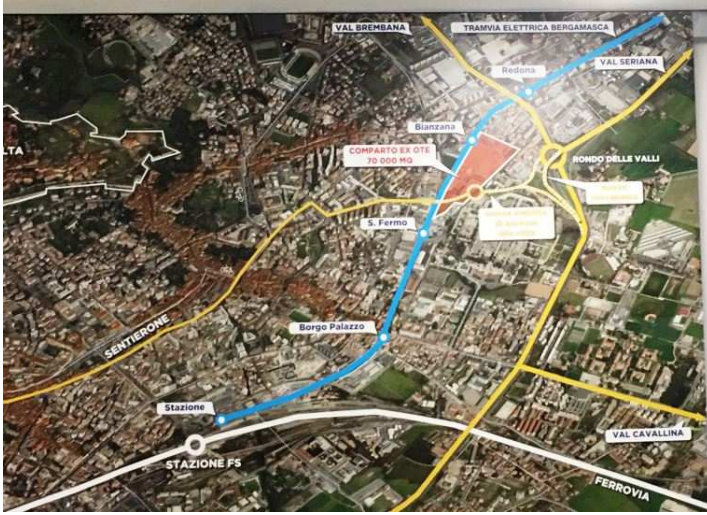 VAL BREMBANA
TRAMVIA ELETTRICA BERGAMASCA
VAL SERIANA
Redona
Bianzana
COMPARTO EX OTE
70 000 MQ
RONDO DELLE VALLI
LTA
S. Fermo
SENTIERONE
Borgo Palazzo
Stazione
STAZIONE FS
VAL CAVALLINA
FERROVIA